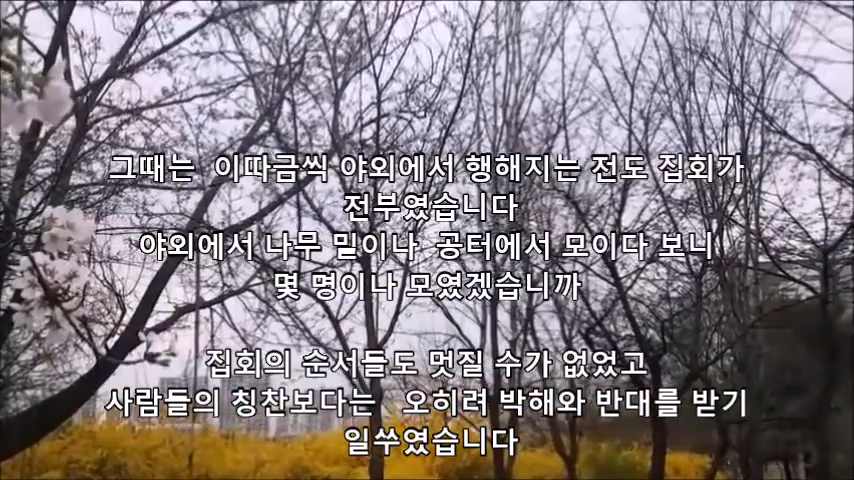 그때는 이따금씩 야외에서 행해지는 전도 집회가
전부였습니다
야외에서 나무 밑이나 공터에서 모이다 보니
몇 명이나 모였겠습니까
집회의 순서들도 멋질 수가 없었고
사람들의 칭찬보다는 오히려 박해와 반대를 받기
일쑤였습니다